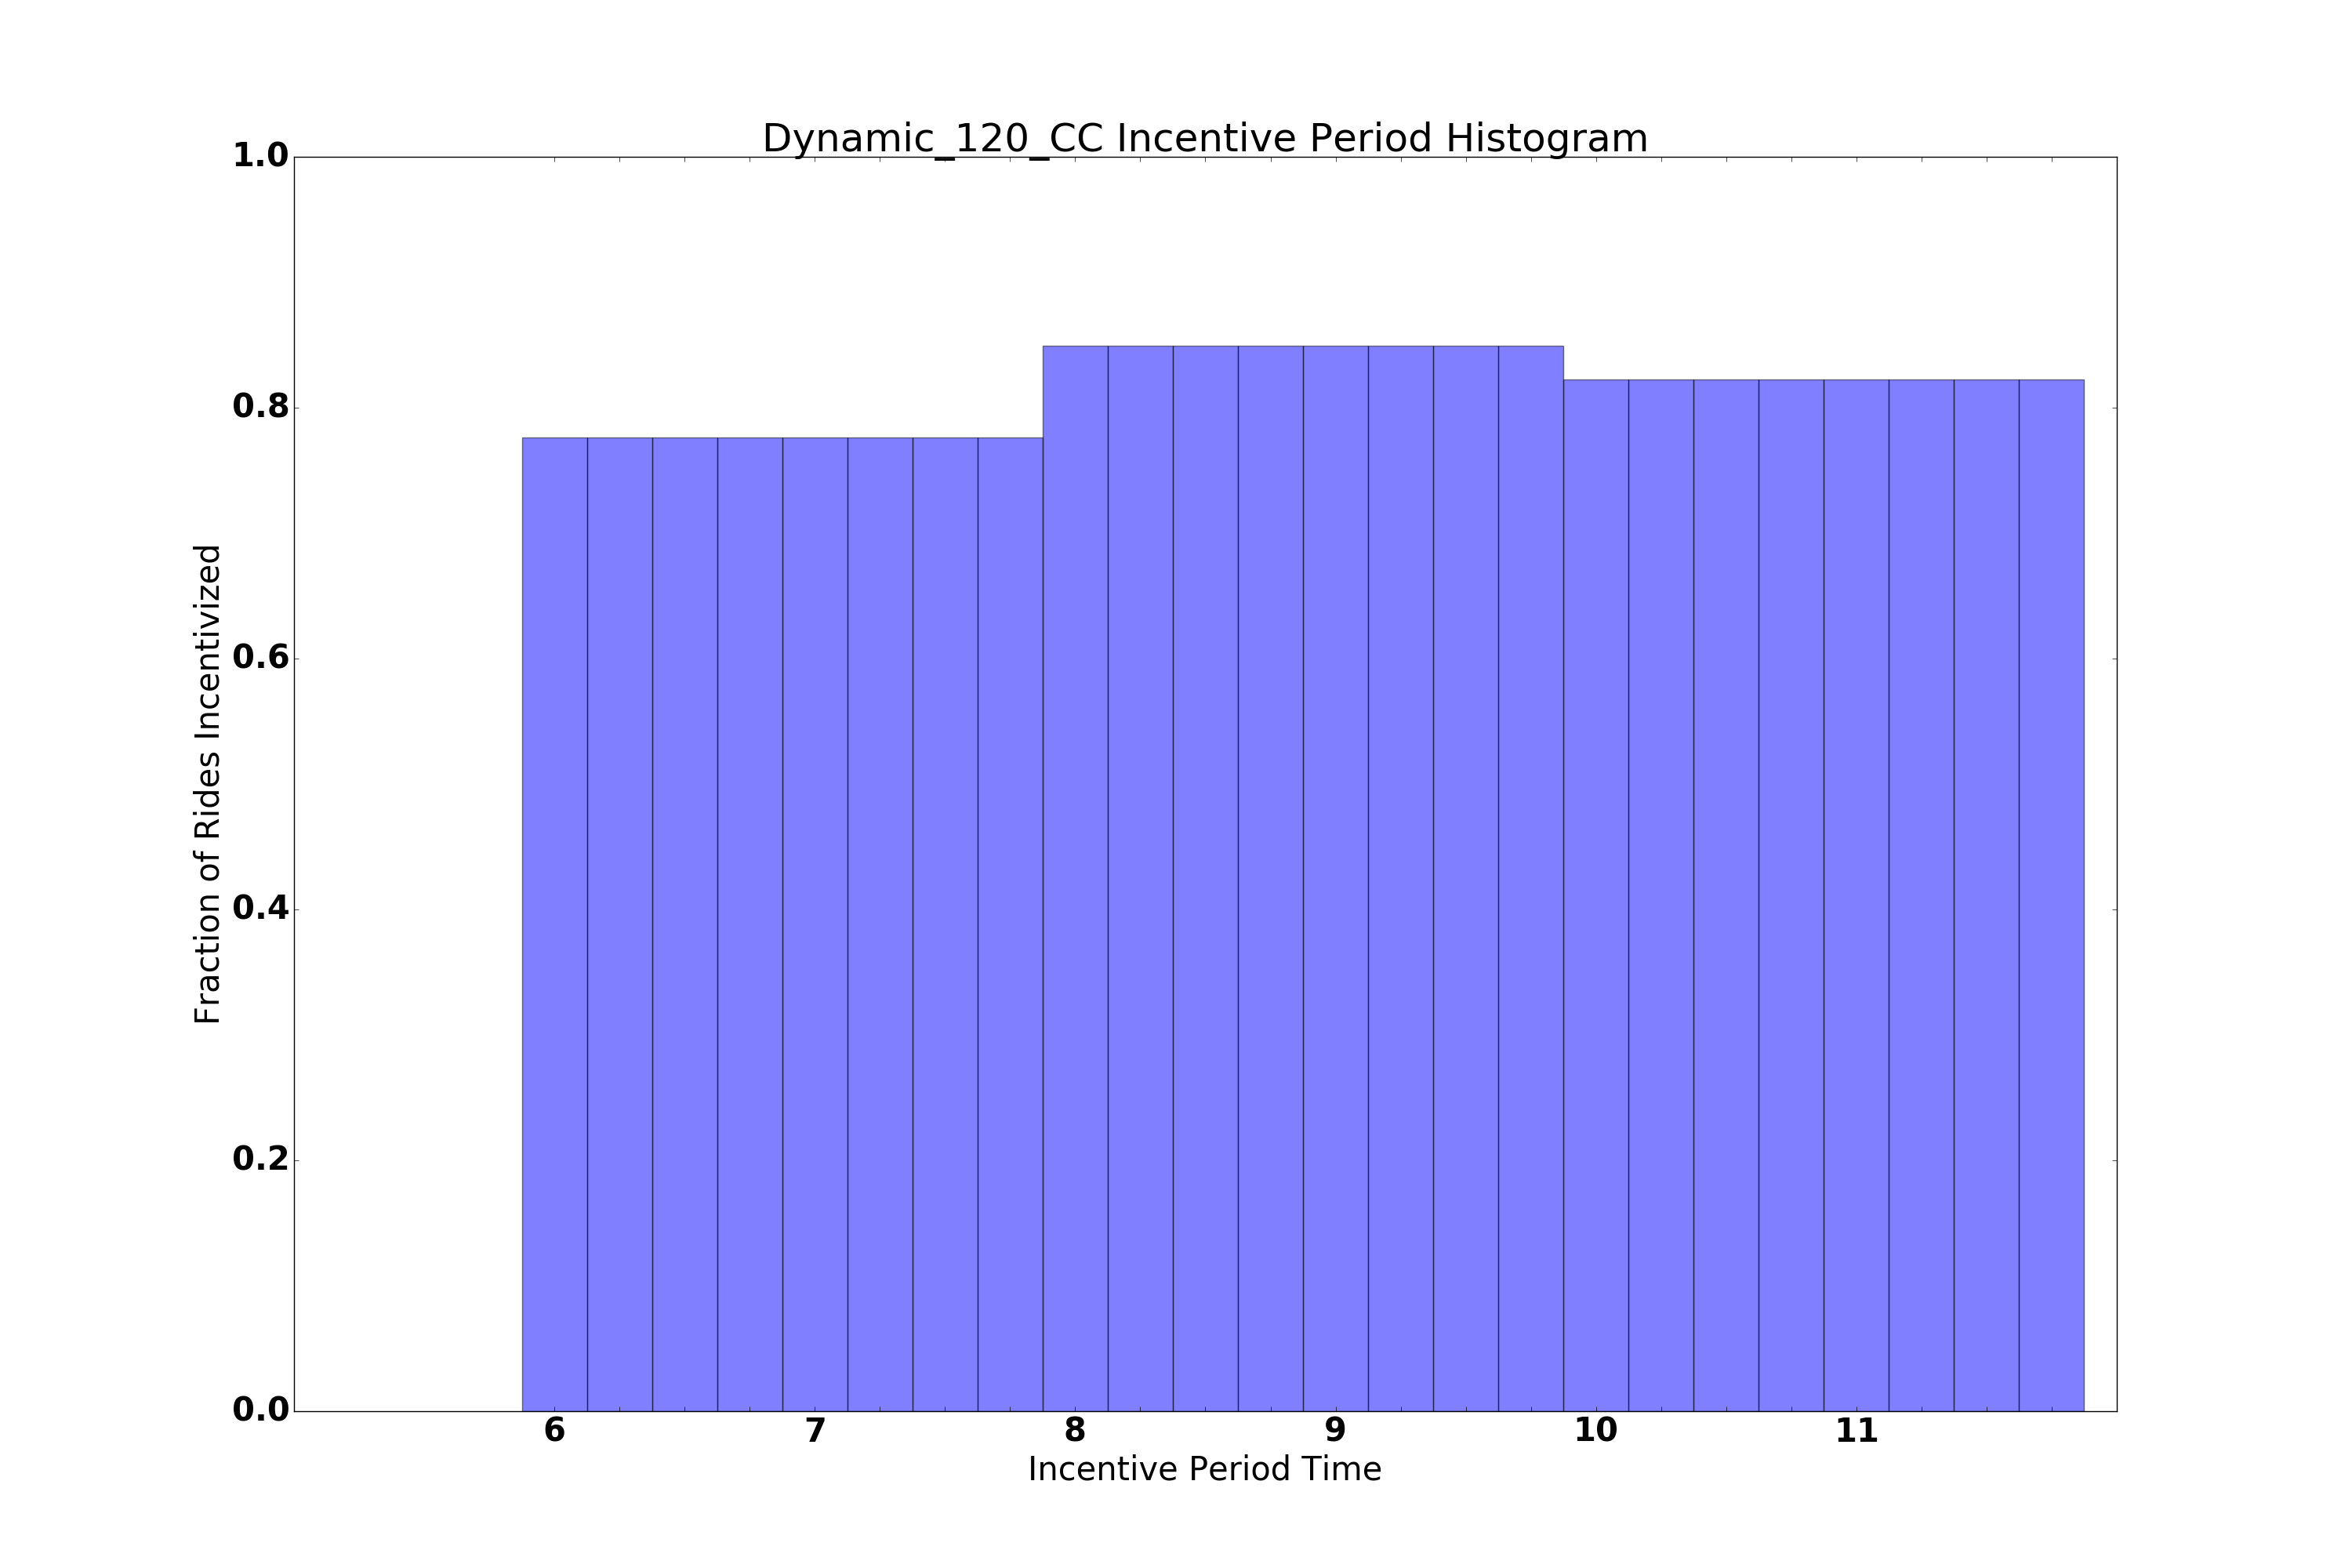 Dynamic_120_CC Incentive Period Histogram
1.0
0.8
0.6
0.4
0.2
0.0
Fraction of Rides Incentivized
6 7 8 9 10 11
Incentive Period Time